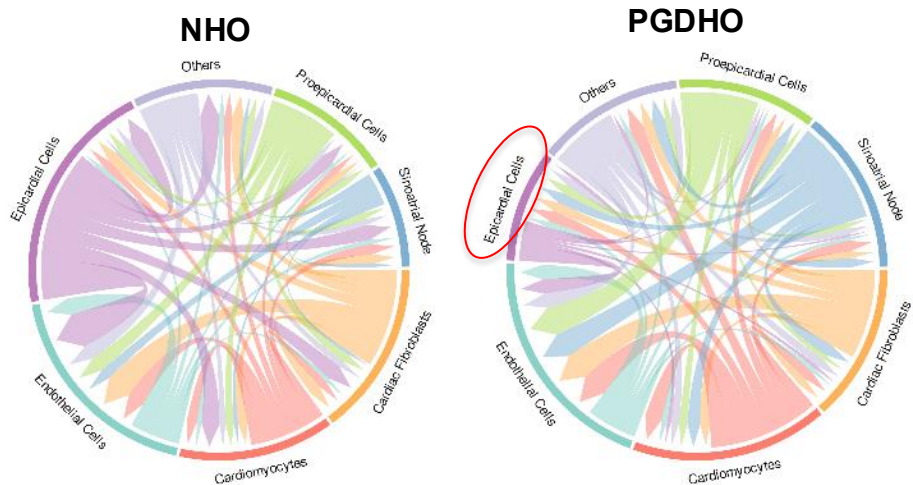 NHO
Others
Proepicardial Cells
Epicardial Cells
Sinoatrial Node
Endothelial Cells
Cardiac Fibroblasts
Cardiomyocytes
PGDHO
Proepicardial Cells
Others
Sinoatrial Node
Epicardial Cells
Endothelial Cells
Cardiac Fibroblasts
Cardiomyocytes